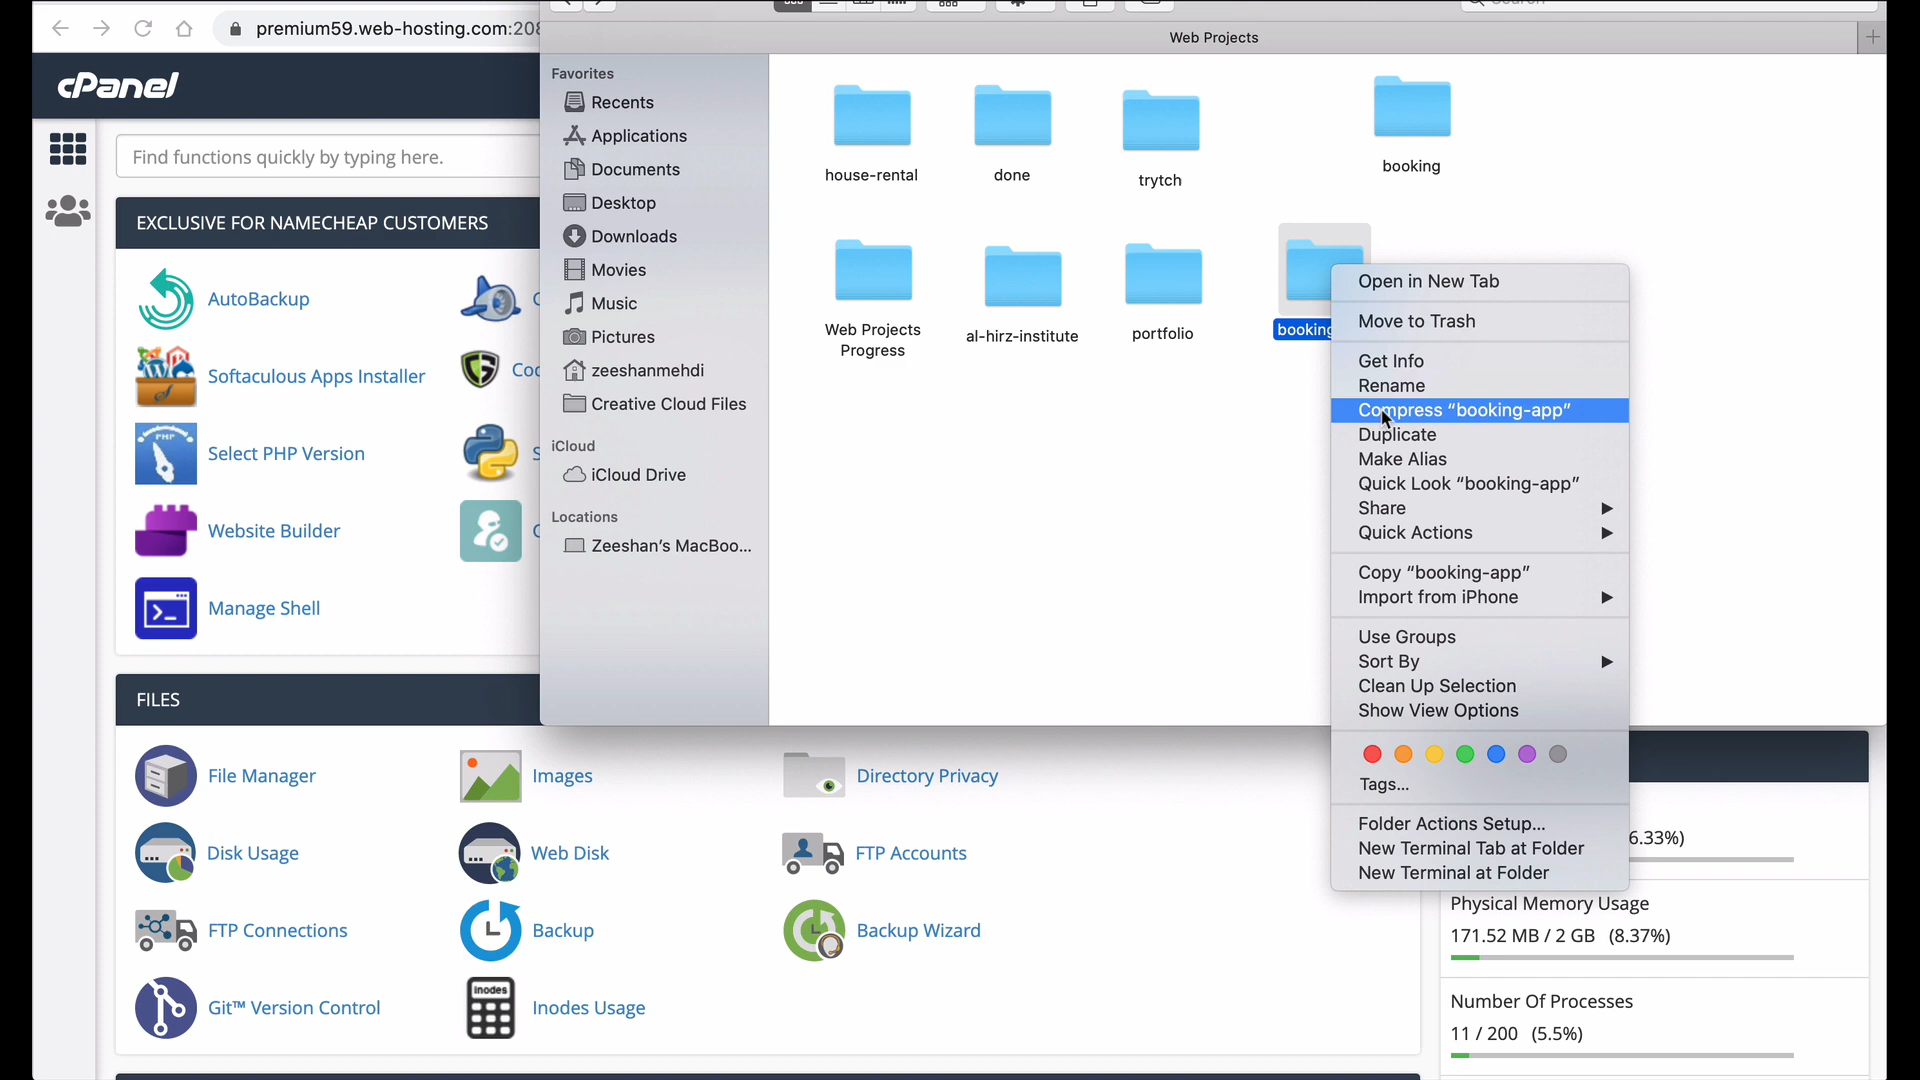 premium59.web-hosting.com:208
Web Projects
cPanel
Find functions quickly by typing here.
EXCLUSIVE FOR NAMECHEAP CUSTOMERS
AutoBackup
Softaculous Apps Installer
Select PHP Version
Website Builder
Manage Shell
FILES
File Manager
Images
Directory Privacy
Disk Usage
Web Disk
FTP Accounts
FTP Connections
Backup
Backup Wizard
Git™ Version Control
inodes
Inodes Usage
Favorites
Recents
Applications
Documents
Desktop
Downloads
Movies
Music
Pictures
zeeshanmehdi
Creative Cloud Files
iCloud
iCloud Drive
Locations
Zeeshan's MacBoo...
house-rental
done
trytch
booking
Web Projects
Progress
al-hirz-institute
portfolio
booking
Open in New Tab
Move to Trash
Get Info
Rename
Compress “booking-app”
Duplicate
Make Alias
Quick Look “booking-app”
Share
Quick Actions
Copy “booking-app”
Import from iPhone
Use Groups
Sort By
Clean Up Selection
Show View Options
Tags...
Folder Actions Setup...
New Terminal Tab at Folder
New Terminal at Folder
6.33%)
Physical Memory Usage
171.52 MB / 2 GB (8.37%)
Number Of Processes
11 / 200 (5.5%)